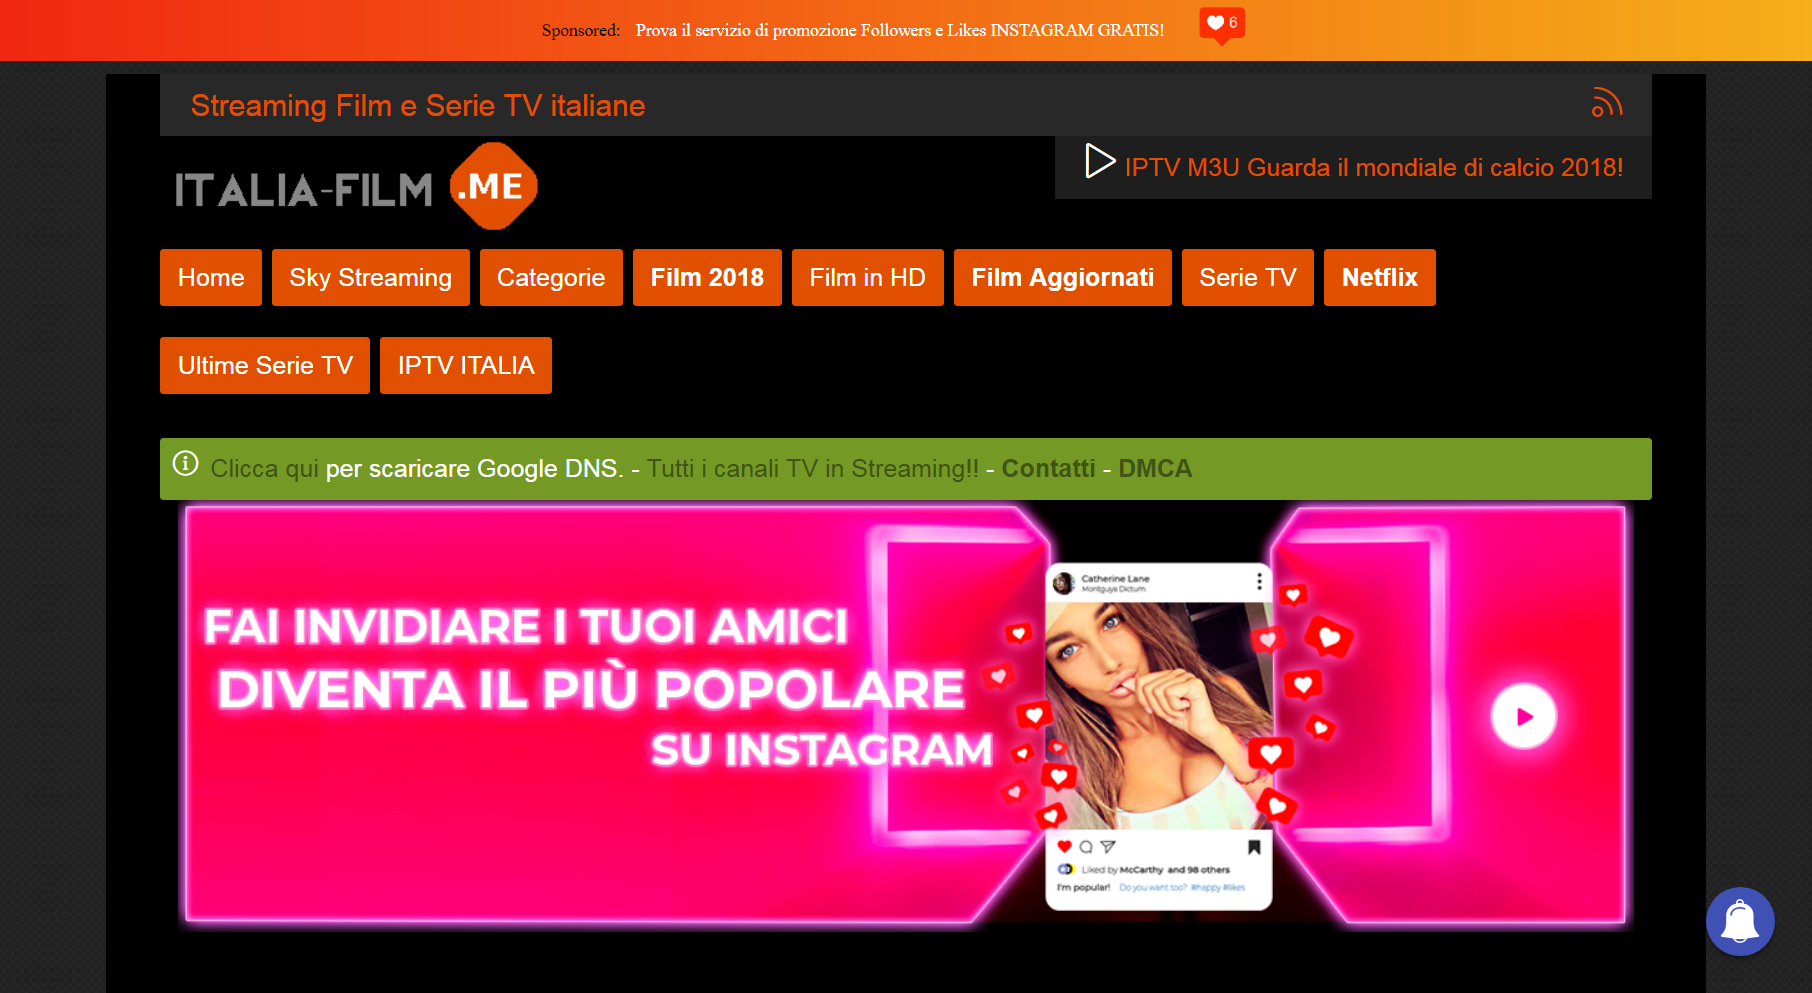 Sponsored: Prova il servizio di promozione Followers e Likes INSTAGRAM GRATIS! 6
Streaming Film e Serie TV italiane
ITALIA-FILM .ME
IPTV M3U Guarda il mondiale di calcio 2018!
Home Sky Streaming Categorie Film 2018 Film in HD Film Aggiornati Serie TV Netflix
Ultime Serie TV IPTV ITALIA
Clicca qui per scaricare Google DNS. - Tutti i canali TV in Streaming!! - Contatti - DMCA
FAI INVIDIARE I TUOI AMICI
DIVENTA IL PIÙ POPOLARE
SU INSTAGRAM
Catherine Lane
Montguya Dictum
Liked by McCarthy and 98 others
I'm popular! Do you want too? #happy #likes